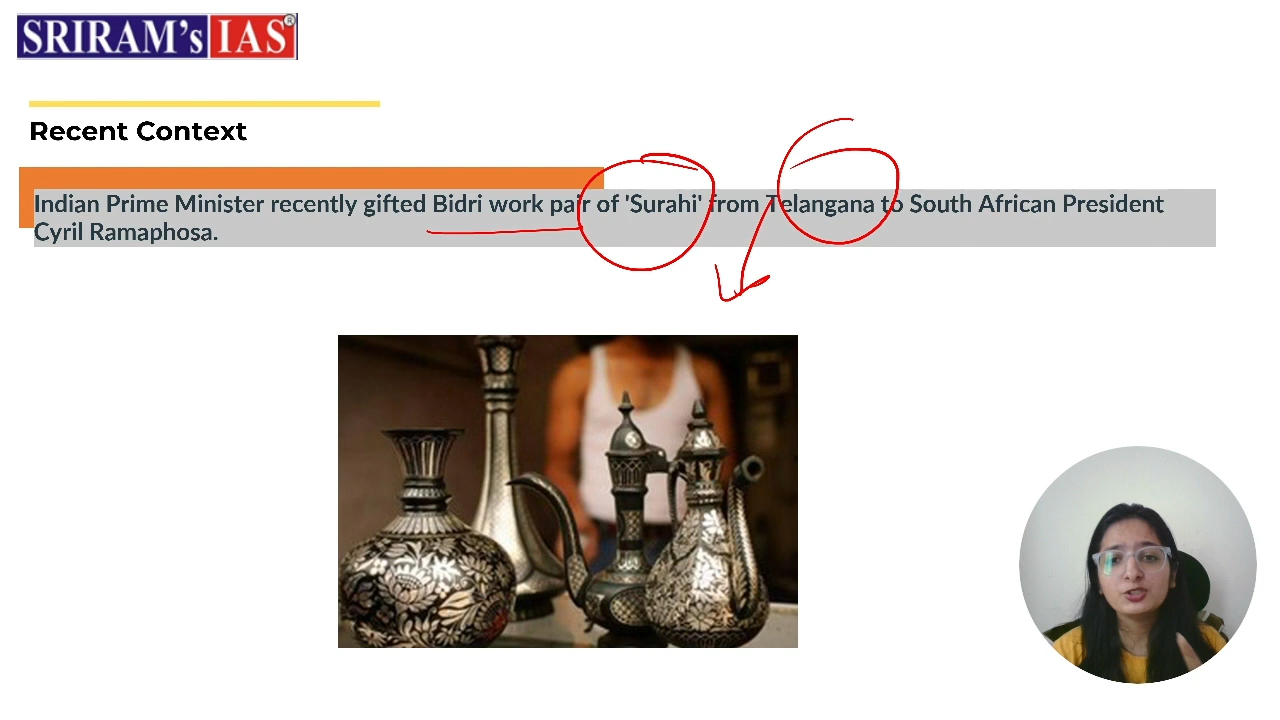 SRIRAM's IAS®
Recent Context
Indian Prime Minister recently gifted Bidri work pair of 'Surahi' from Telangana to South African President
Cyril Ramaphosa.